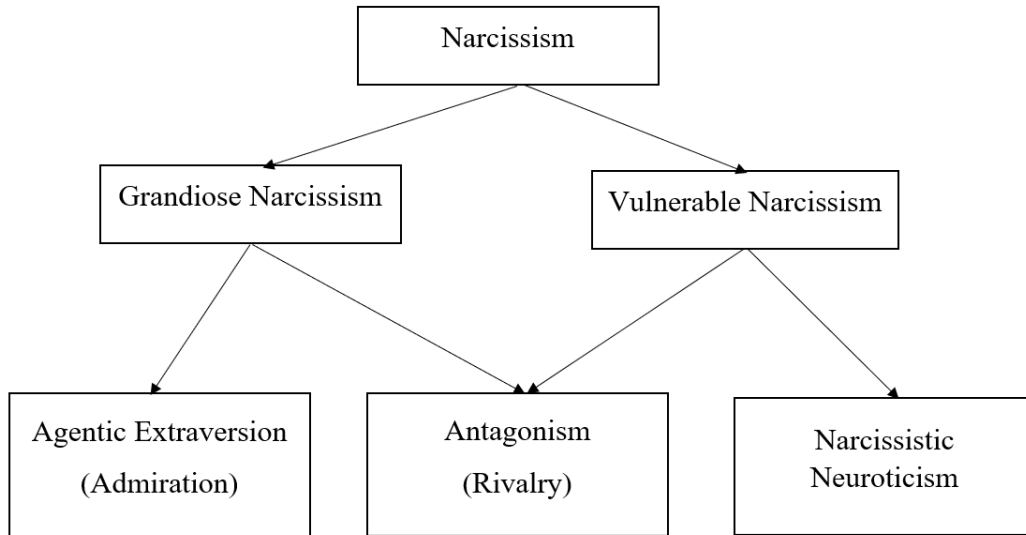 Narcissism
Grandiose Narcissism
Vulnerable Narcissism
Agentic Extraversion
(Admiration)
Antagonism
(Rivalry)
Narcissistic
Neuroticism